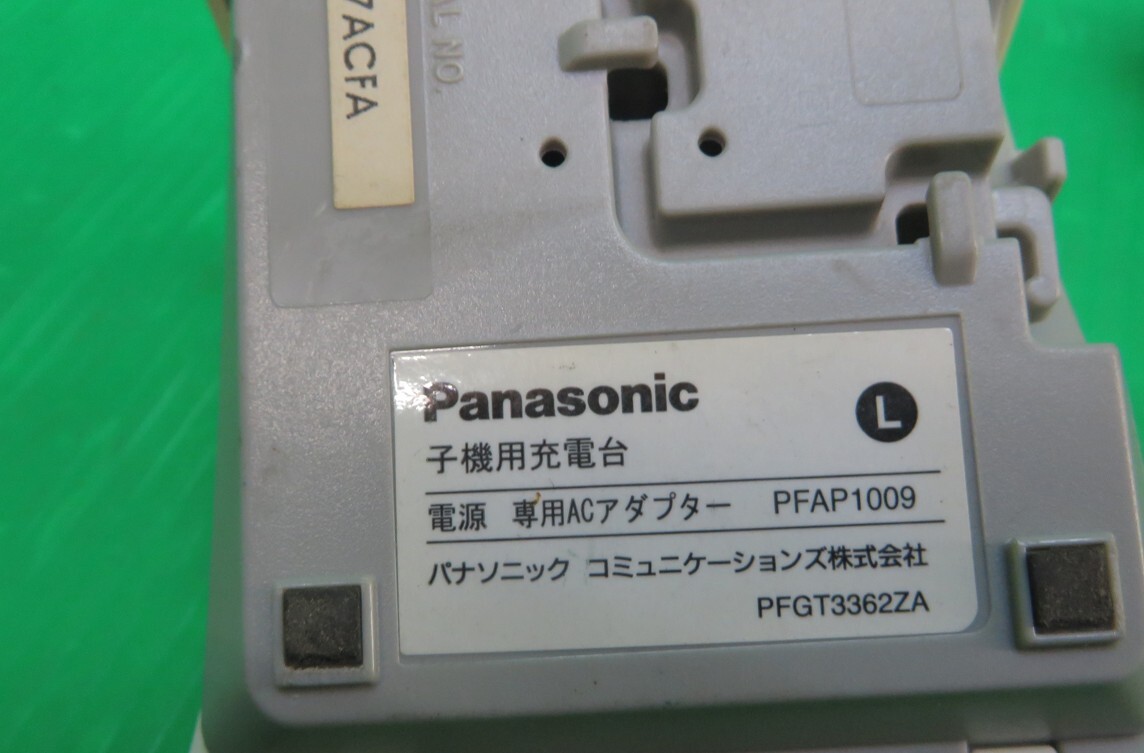 7ACFA
AL NO.
Panasonic
L
子機用充電台
電源 専用ACアダプター PFAP1009
パナソニック コミュニケーションズ株式会社
PFGT3362ZA